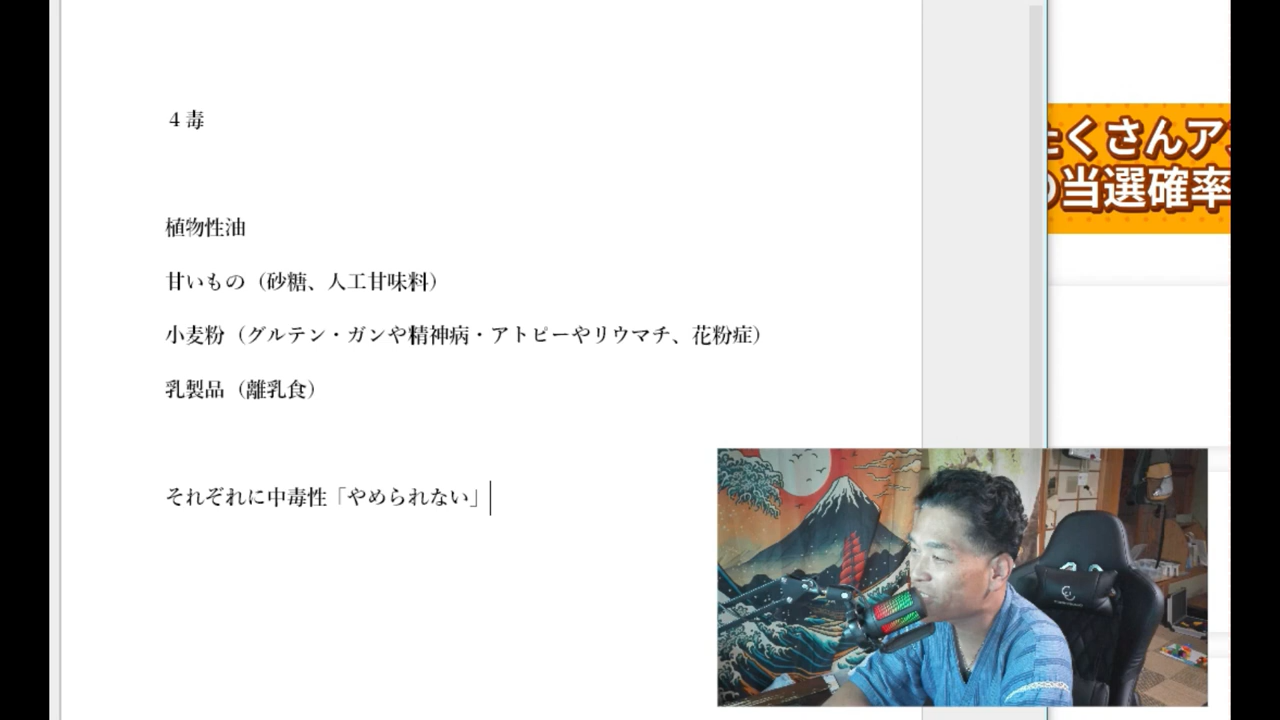 ４毒
植物性油
甘いもの（砂糖、人工甘味料）
小麦粉（グルテン・ガンや精神病・アトピーやリウマチ、花粉症）
乳製品（離乳食）
それぞれに中毒性「やめられない」
たくさんア
の当選確率